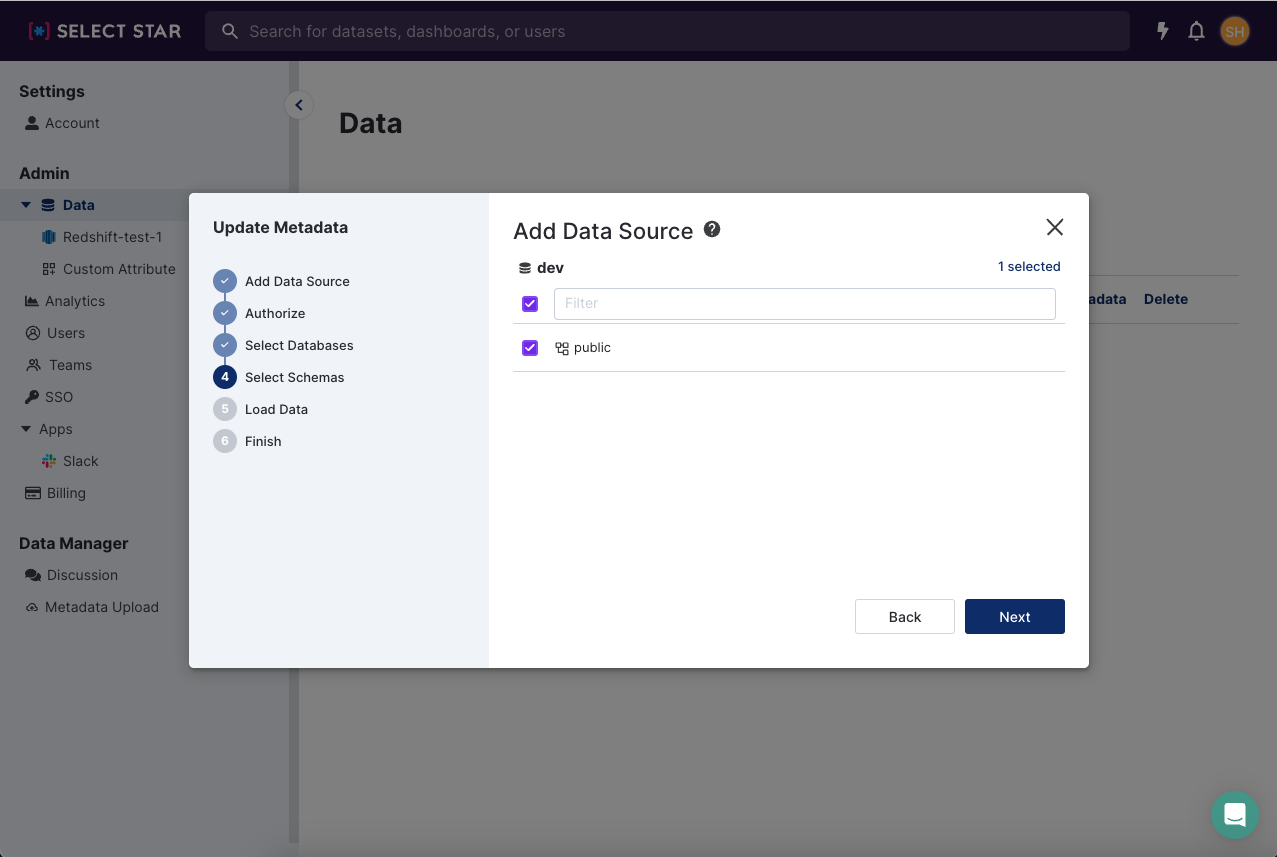 [*] SELECT STAR
Search for datasets, dashboards, or users
SH
Settings
Account
Admin
Data
Redshift-test-1
Custom Attribute
Analytics
Users
Teams
SSO
Apps
Slack
Billing
Data Manager
Discussion
Metadata Upload
Data
adata Delete
Update Metadata
Add Data Source
Authorize
Select Databases
4 Select Schemas
5 Load Data
6 Finish
Add Data Source ?
dev 1 selected
Filter
public
Back Next